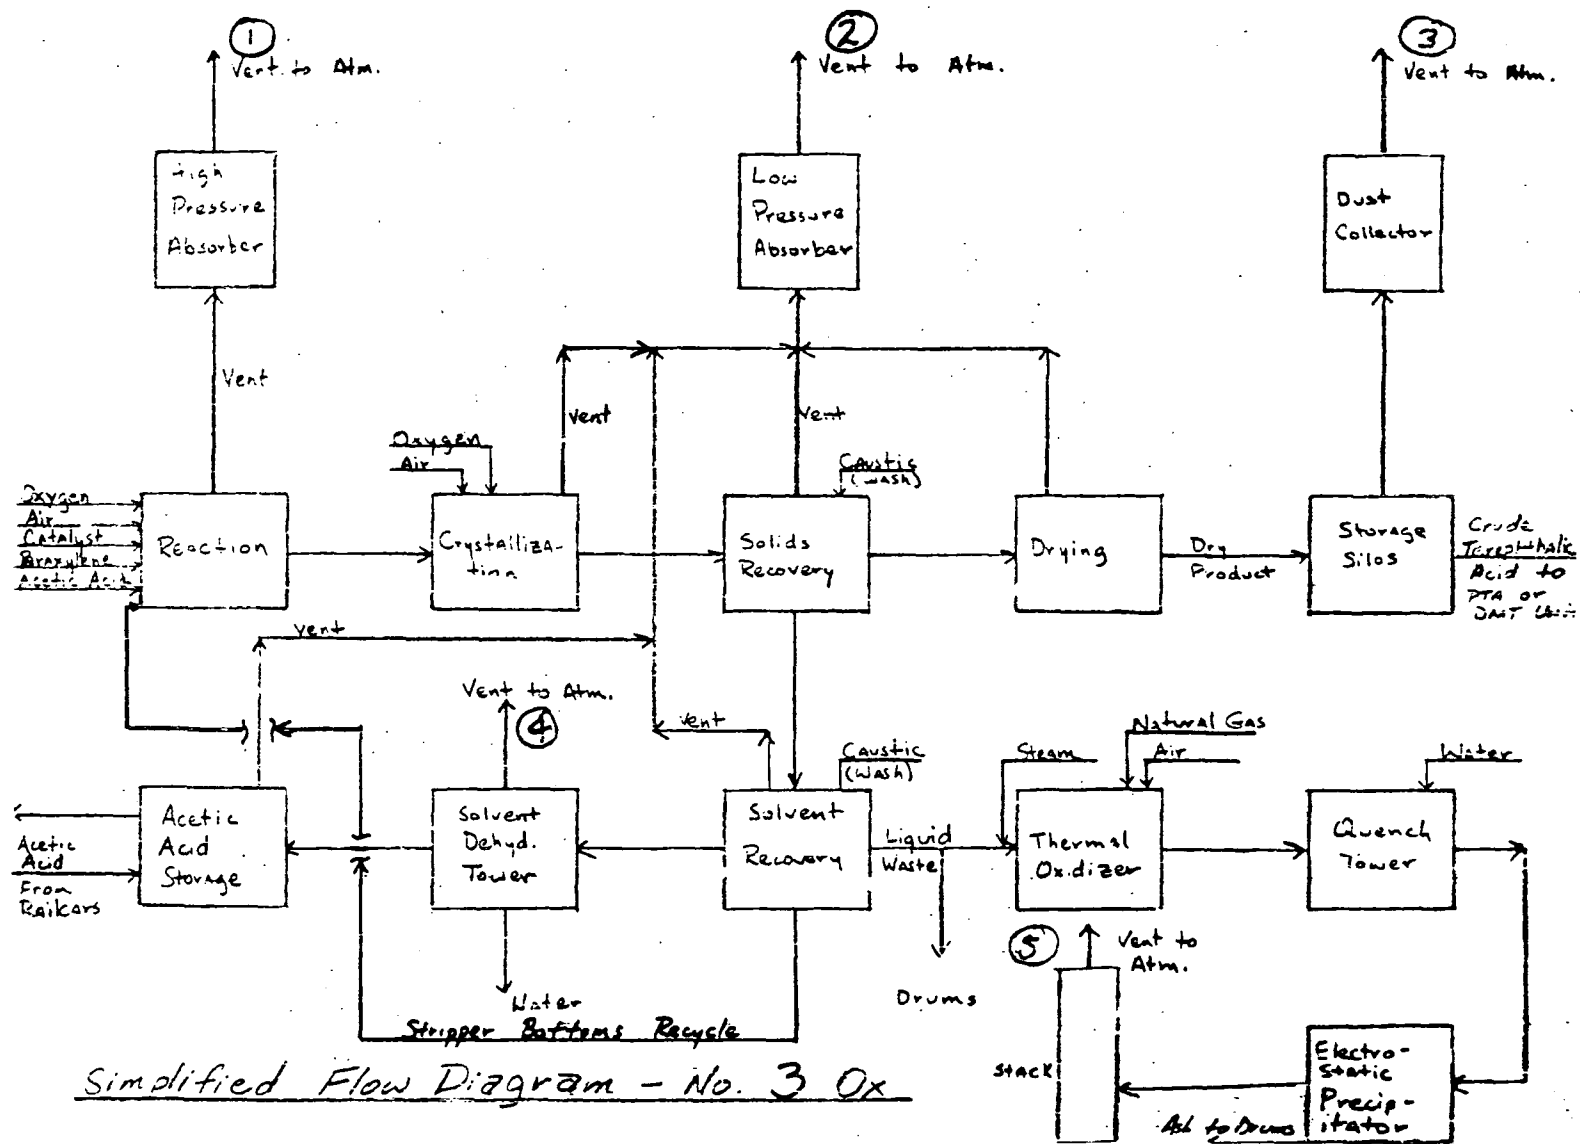 1
Vent to Atm.
2
Vent to Atm.
3
Vent to Atm.
High
Pressure
Absorber
Low
Pressure
Absorber
Dust
Collector
Vent
Vent
Vent
Oxygen
Air
Caustic
(Wash)
Oxygen
Air
Catalyst
Paraxylene
Acetic Acid
Reaction
Crystalliza-
tion
Solids
Recovery
Drying
Dry
Product
Storage
Silos
Crude
Terephthalic
Acid to
PTA or
DMT Unit
Vent
Vent to Atm.
4
Vent
Caustic
(Wash)
Steam
Natural Gas
Air
Water
Acetic
Acid
From
Railcars
Acetic
Acid
Storage
Solvent
Dehyd.
Tower
Solvent
Recovery
Liquid
Waste
Thermal
Oxidizer
Quench
Tower
Water
Drums
5
Vent to
Atm.
Stripper Bottoms Recycle
Stack
Electro-
Static
Precip-
itator
Ash to Drums
Simplified Flow Diagram - No. 3 Ox